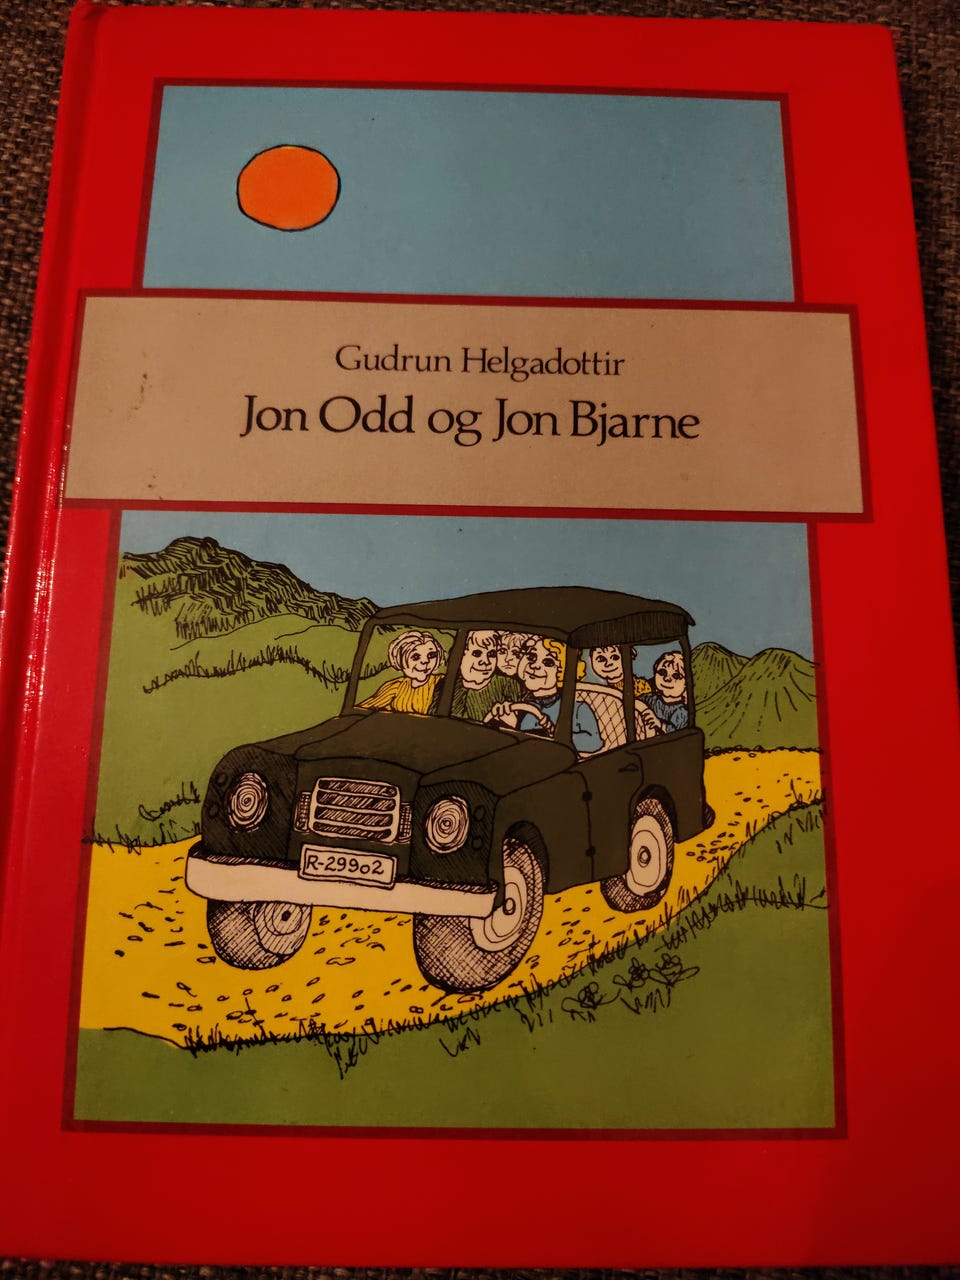 Gudrun Helgadottir
Jon Odd og Jon Bjarne
R-29902